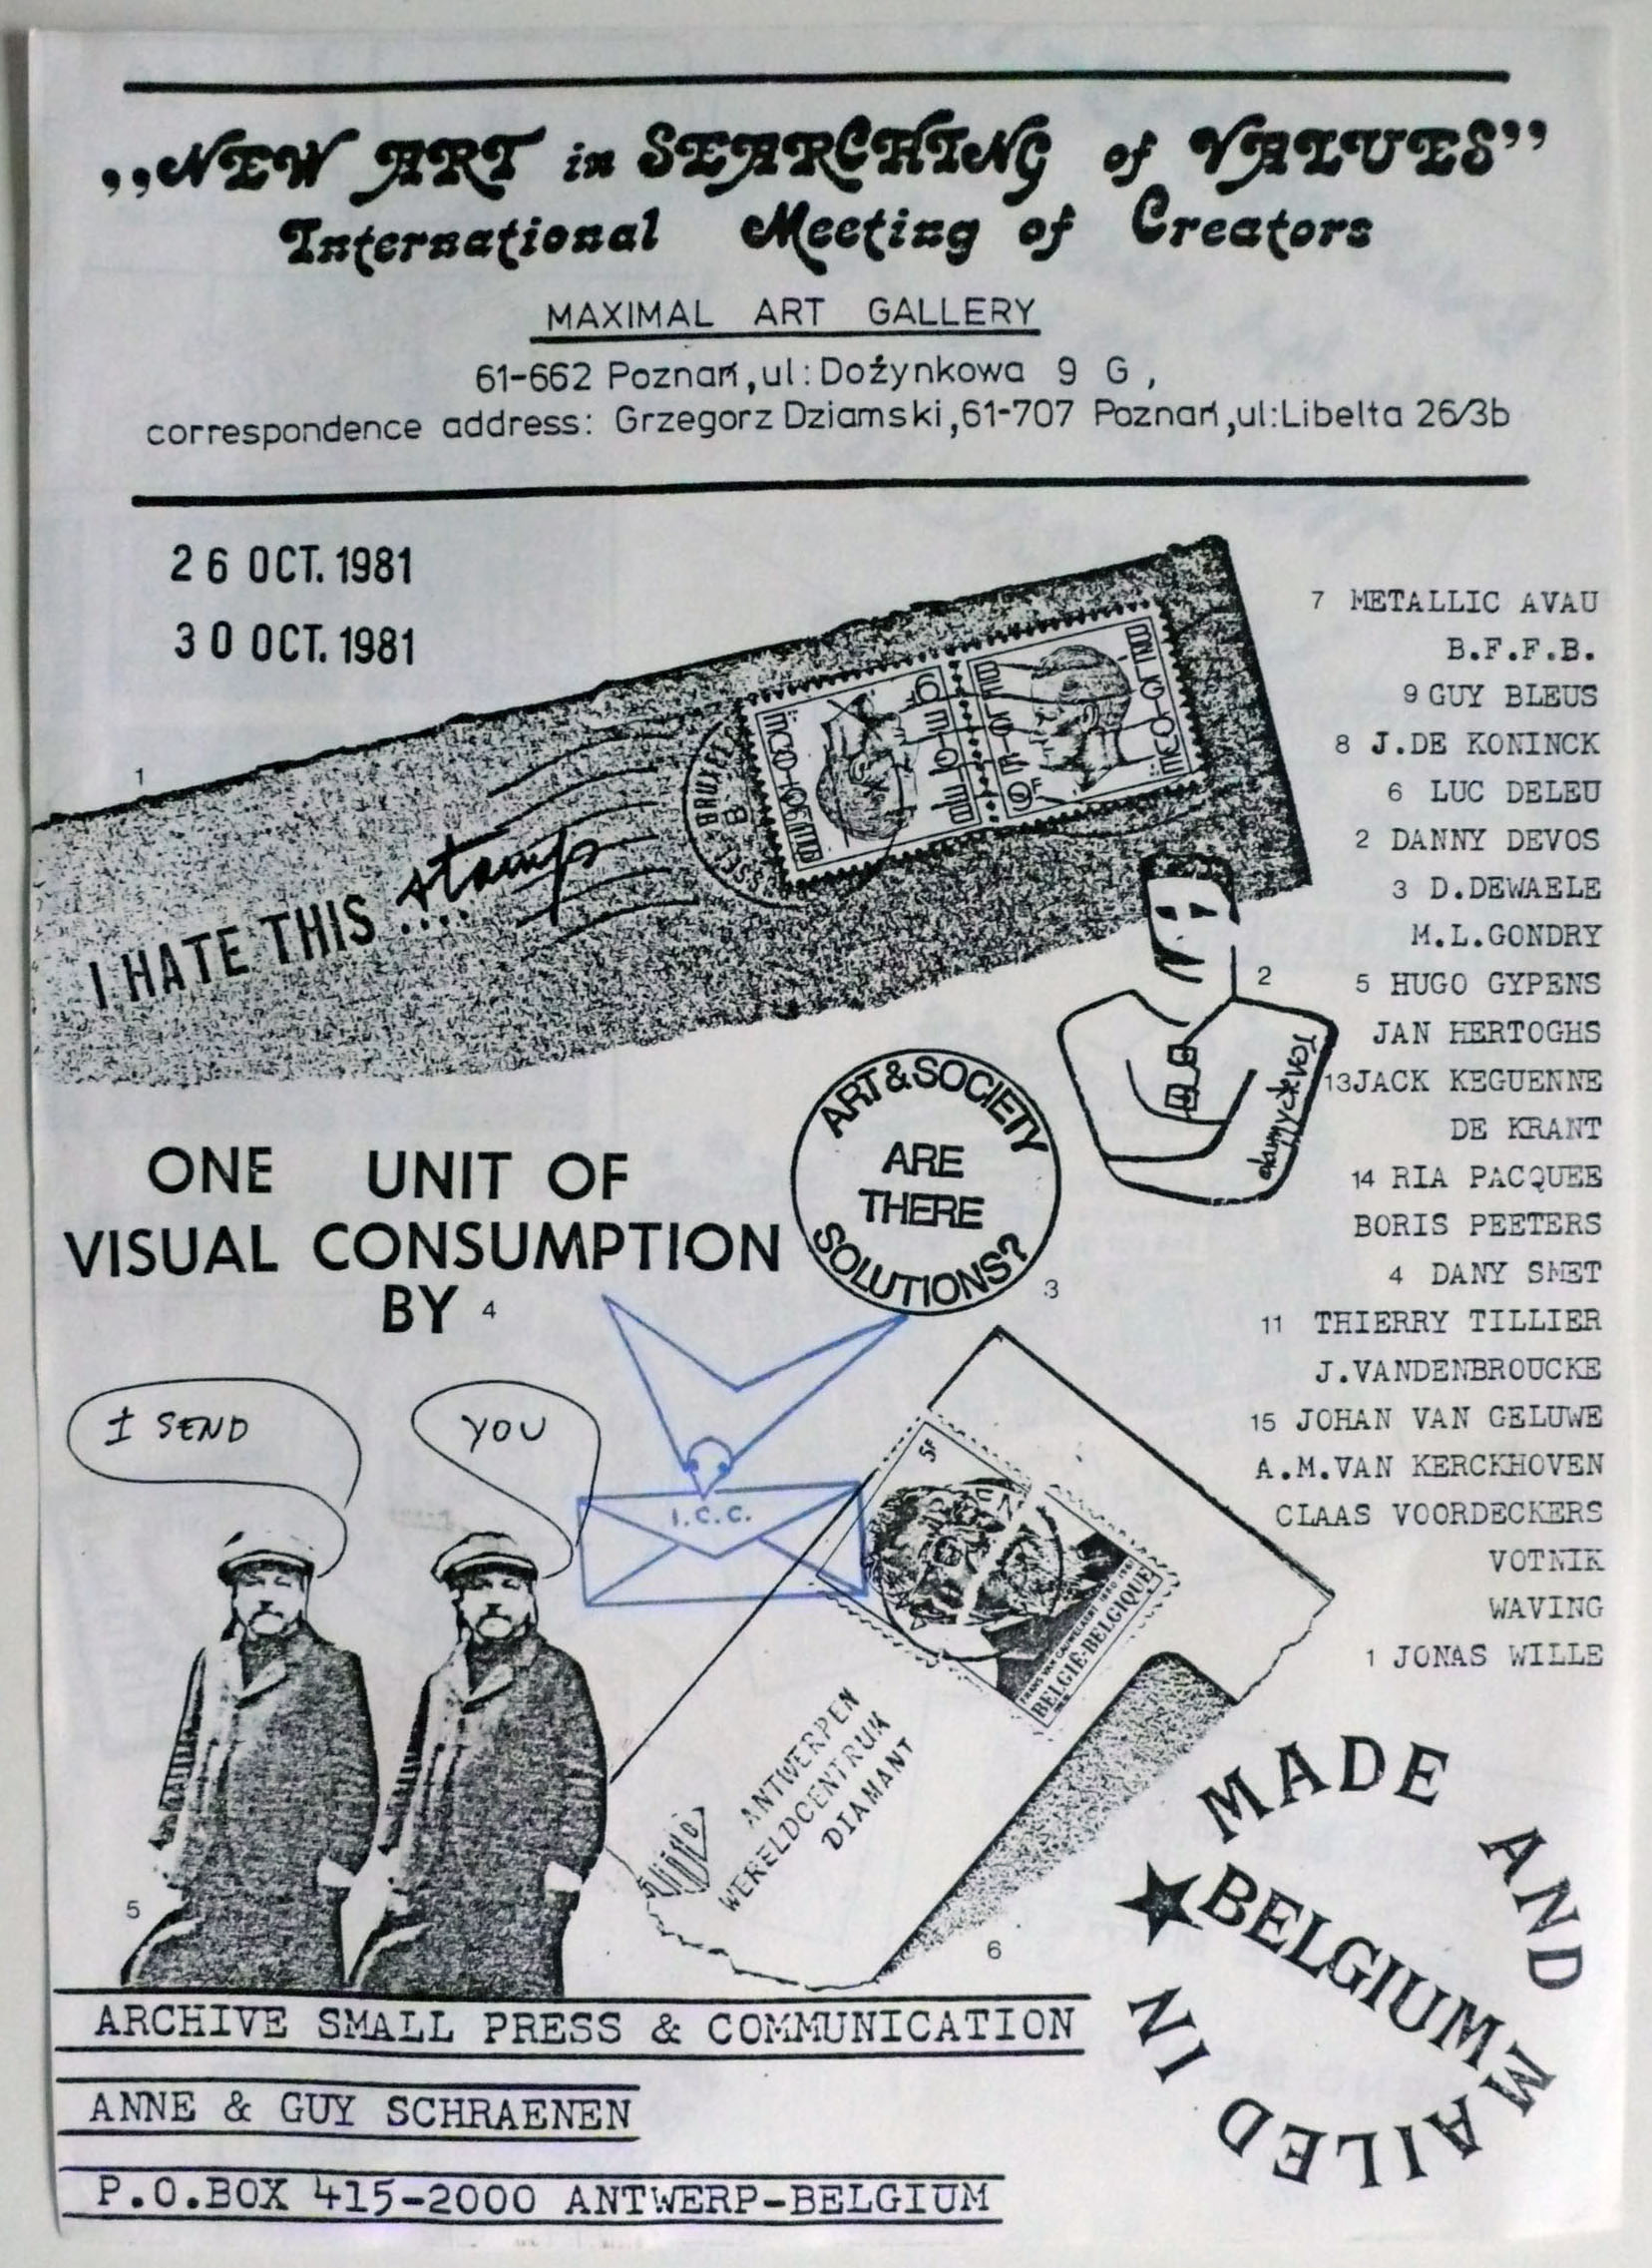 „NEW ART in SEARCHING of VALUES”
International Meeting of Creators
MAXIMAL ART GALLERY
61-662 Poznań,ul:Dożynkowa 9 G,
correspondence address: Grzegorz Dziamski,61-707 Poznań,ul:Libelta 26/3b
26 OCT. 1981
30 OCT. 1981
1
I HATE THIS .... stamp
2
dannydevos
ART & SOCIETY
ARE
THERE
SOLUTIONS?
3
ONE UNIT OF
VISUAL CONSUMPTION
BY 4
I SEND
YOU
I.C.C.
5F
BELGIE-BELGIQUE
ANTWERPEN
WERELDCENTRUM
DIAMANT
5
6
7 METALLIC AVAU
B.F.F.B.
9 GUY BLEUS
8 J.DE KONINCK
6 LUC DELEU
2 DANNY DEVOS
3 D.DEWAELE
M.L.GONDRY
5 HUGO GYPENS
JAN HERTOGHS
13JACK KEGUENNE
DE KRANT
14 RIA PACQUEE
BORIS PEETERS
4 DANY SMET
11 THIERRY TILLIER
J.VANDENBROUCKE
15 JOHAN VAN GELUWE
A.M.VAN KERCKHOVEN
CLAAS VOORDECKERS
VOTNIK
WAVING
1 JONAS WILLE
MADE AND MAILED IN
★BELGIUM
ARCHIVE SMALL PRESS & COMMUNICATION
ANNE & GUY SCHRAENEN
P.O.BOX 415-2000 ANTWERP-BELGIUM